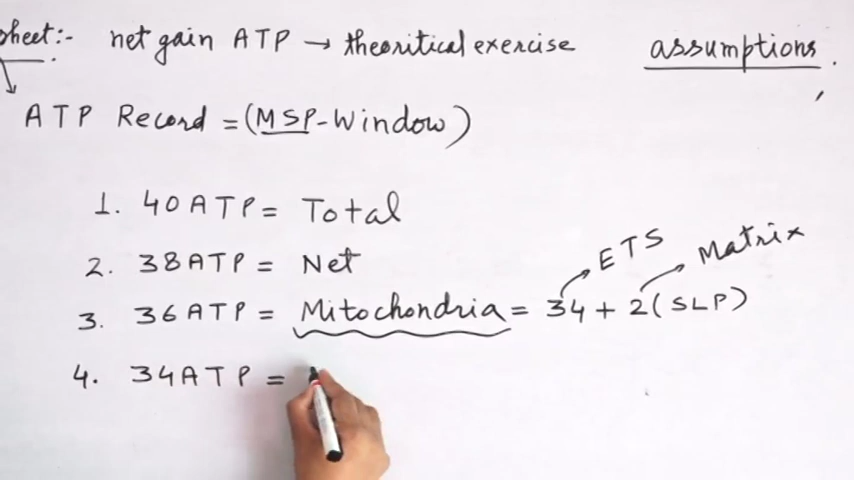 sheet:- net gain ATP → theoritical exercise assumptions.
ATP Record = (MSP-Window)
1. 40 ATP = Total
2. 38 ATP = Net
ETS Matrix
3. 36 ATP = Mitochondria = 34 + 2 (SLP)
4. 34 ATP =